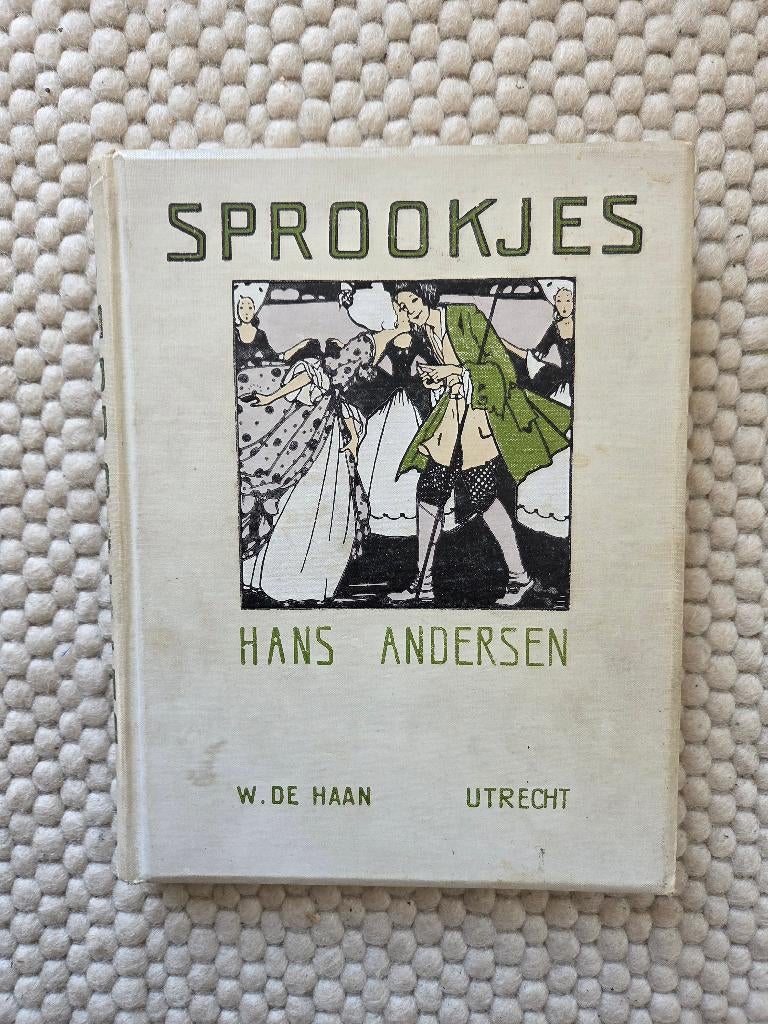 SPROOKJES
HANS ANDERSEN
W. DE HAAN UTRECHT